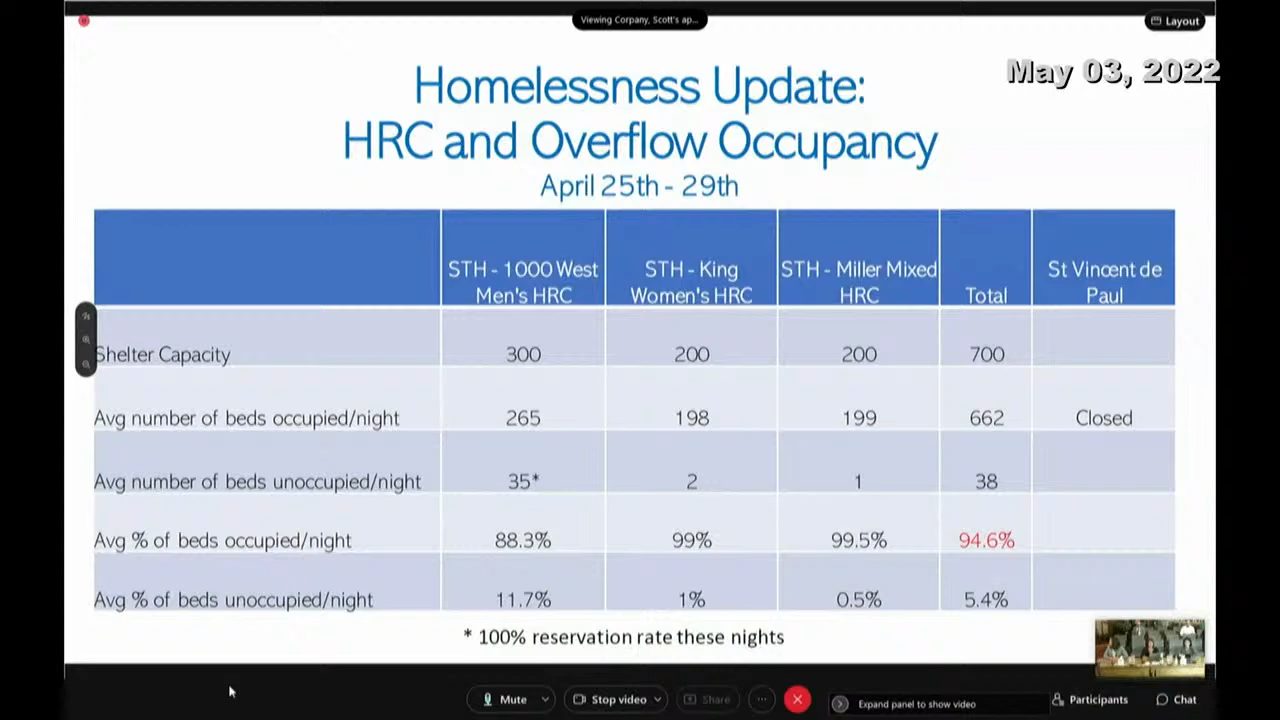 Viewing Corpany, Scott's ap...
Layout
May 03, 2022
Homelessness Update:
HRC and Overflow Occupancy
April 25th - 29th
STH - 1000 West Men's HRC
STH - King Women's HRC
STH - Miller Mixed HRC
Total
St Vincent de Paul
Shelter Capacity 300 200 200 700
Avg number of beds occupied/night 265 198 199 662 Closed
Avg number of beds unoccupied/night 35* 2 1 38
Avg % of beds occupied/night 88.3% 99% 99.5% 94.6%
Avg % of beds unoccupied/night 11.7% 1% 0.5% 5.4%
* 100% reservation rate these nights
Mute
Stop video
Share
Expand panel to show video
Participants
Chat